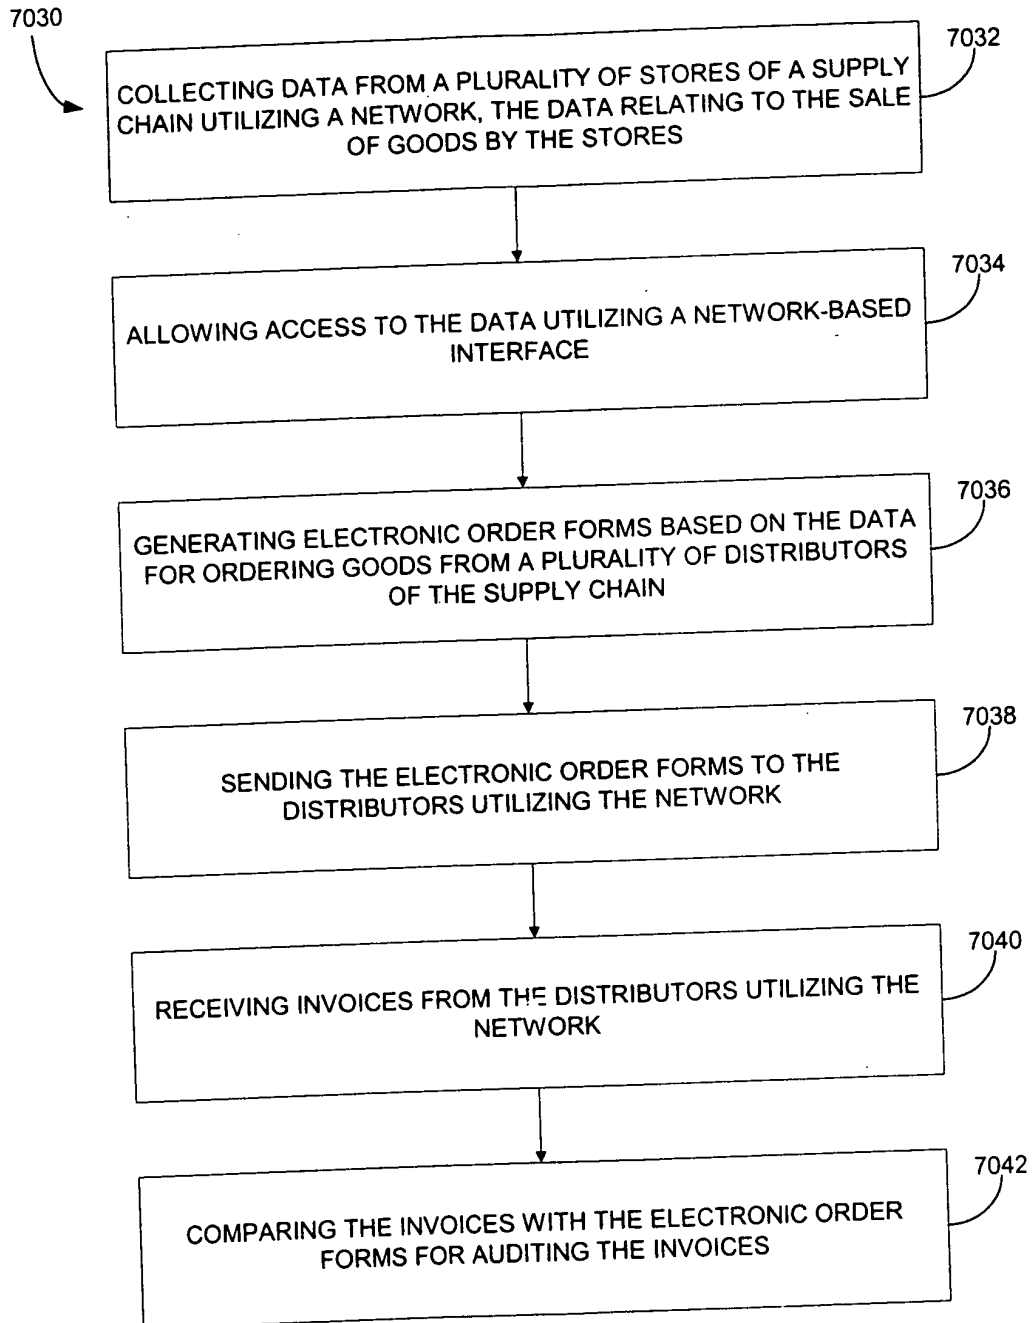 7030
7032
COLLECTING DATA FROM A PLURALITY OF STORES OF A SUPPLY
CHAIN UTILIZING A NETWORK, THE DATA RELATING TO THE SALE
OF GOODS BY THE STORES
7034
ALLOWING ACCESS TO THE DATA UTILIZING A NETWORK-BASED
INTERFACE
7036
GENERATING ELECTRONIC ORDER FORMS BASED ON THE DATA
FOR ORDERING GOODS FROM A PLURALITY OF DISTRIBUTORS
OF THE SUPPLY CHAIN
7038
SENDING THE ELECTRONIC ORDER FORMS TO THE
DISTRIBUTORS UTILIZING THE NETWORK
7040
RECEIVING INVOICES FROM THE DISTRIBUTORS UTILIZING THE
NETWORK
7042
COMPARING THE INVOICES WITH THE ELECTRONIC ORDER
FORMS FOR AUDITING THE INVOICES